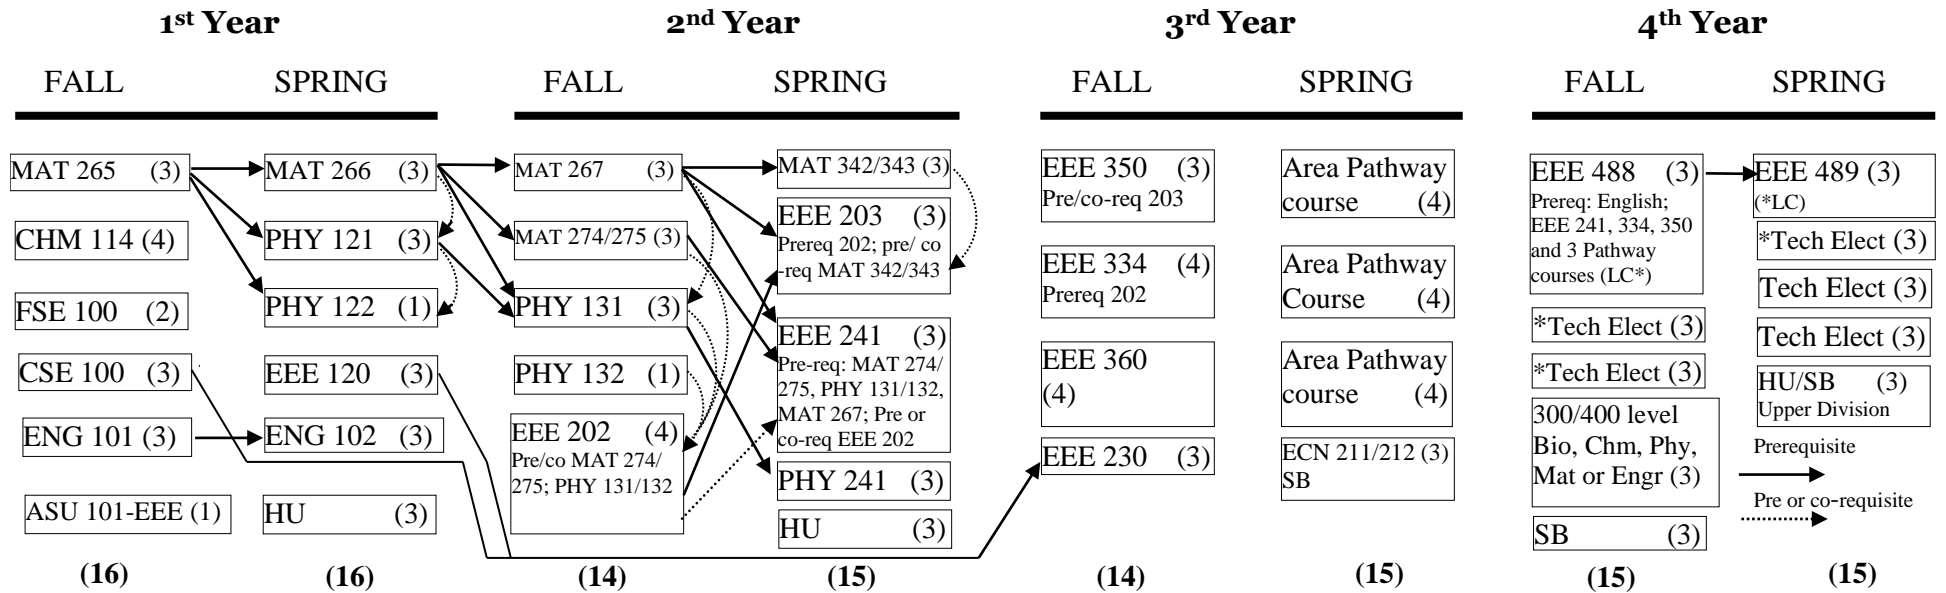 1st Year
FALL
SPRING
MAT 265 (3)
CHM 114 (4)
FSE 100 (2)
CSE 100 (3)
ENG 101 (3)
ASU 101-EEE (1)
(16)
MAT 266 (3)
PHY 121 (3)
PHY 122 (1)
EEE 120 (3)
ENG 102 (3)
HU (3)
(16)
2nd Year
FALL
SPRING
MAT 267 (3)
MAT 274/275 (3)
PHY 131 (3)
PHY 132 (1)
EEE 202 (4)
Pre/co MAT 274/
275; PHY 131/132
(14)
MAT 342/343 (3)
EEE 203 (3)
Prereq 202; pre/ co
-req MAT 342/343
EEE 241 (3)
Pre-req: MAT 274/
275, PHY 131/132,
MAT 267; Pre or
co-req EEE 202
PHY 241 (3)
HU (3)
(15)
3rd Year
FALL
SPRING
EEE 350 (3)
Pre/co-req 203
EEE 334 (4)
Prereq 202
EEE 360
(4)
EEE 230 (3)
(14)
Area Pathway
course (4)
Area Pathway
Course (4)
Area Pathway
course (4)
ECN 211/212 (3)
SB
(15)
4th Year
FALL
SPRING
EEE 488 (3)
Prereq: English;
EEE 241, 334, 350
and 3 Pathway
courses (LC*)
*Tech Elect (3)
*Tech Elect (3)
300/400 level
Bio, Chm, Phy,
Mat or Engr (3)
SB (3)
(15)
EEE 489 (3)
(*LC)
*Tech Elect (3)
Tech Elect (3)
Tech Elect (3)
HU/SB (3)
Upper Division
Prerequisite
Pre or co-requisite
(15)